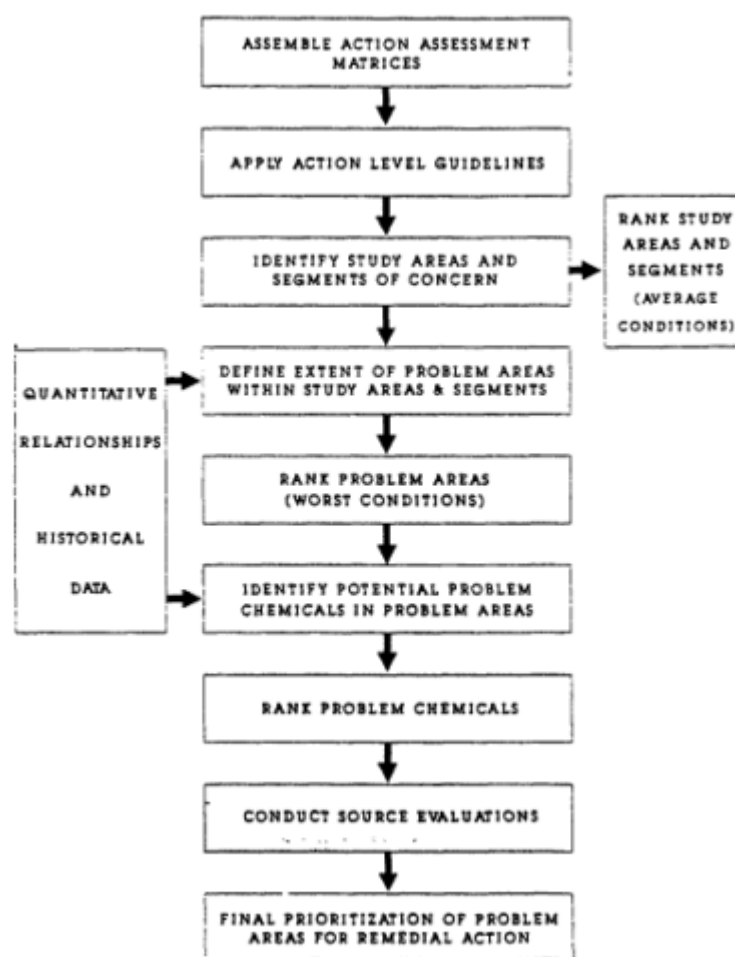 ASSEMBLE ACTION ASSESSMENT
MATRICES
APPLY ACTION LEVEL GUIDELINES
IDENTIFY STUDY AREAS AND
SEGMENTS OF CONCERN
RANK STUDY
AREAS AND
SEGMENTS
(AVERAGE
CONDITIONS)
DEFINE EXTENT OF PROBLEM AREAS
WITHIN STUDY AREAS & SEGMENTS
QUANTITATIVE
RELATIONSHIPS
AND
HISTORICAL
DATA
RANK PROBLEM AREAS
(WORST CONDITIONS)
IDENTIFY POTENTIAL PROBLEM
CHEMICALS IN PROBLEM AREAS
RANK PROBLEM CHEMICALS
CONDUCT SOURCE EVALUATIONS
FINAL PRIORITIZATION OF PROBLEM
AREAS FOR REMEDIAL ACTION